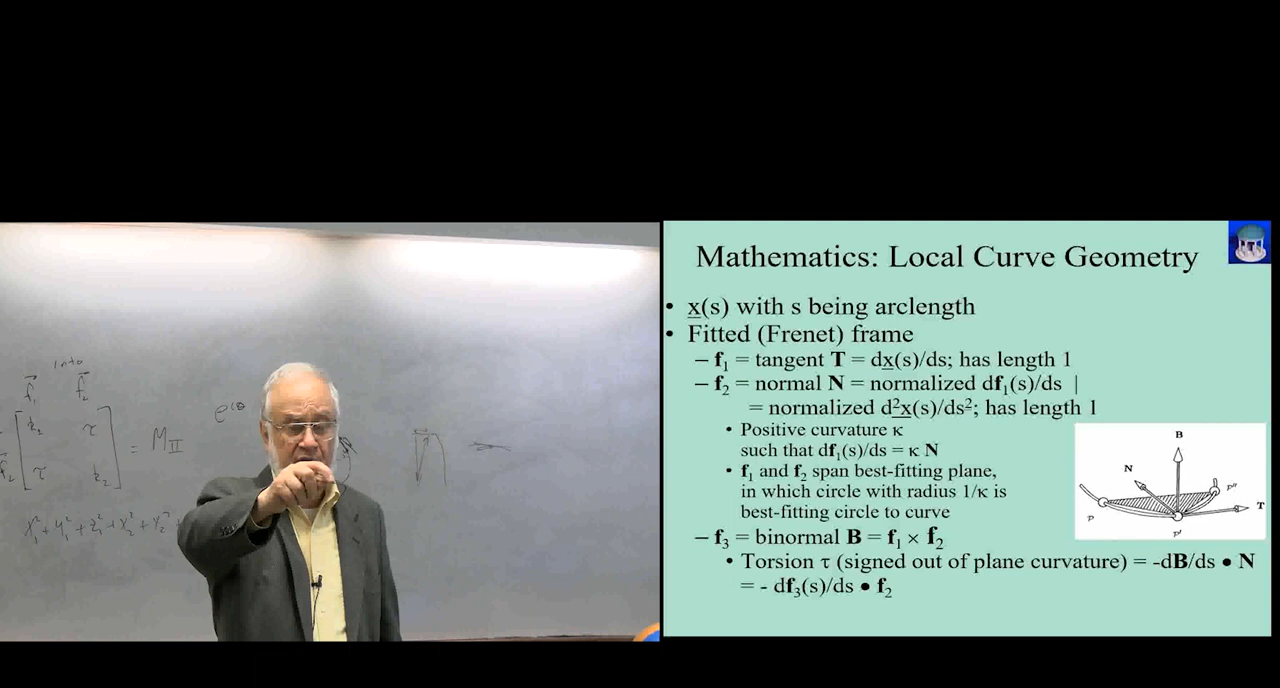 into
f₁ f₂
τ
= M_II
f₂ τ
e^iθ
Mathematics: Local Curve Geometry
• x(s) with s being arclength
• Fitted (Frenet) frame
– f₁ = tangent T = dx(s)/ds; has length 1
– f₂ = normal N = normalized df₁(s)/ds |
= normalized d²x(s)/ds²; has length 1
• Positive curvature κ
such that df₁(s)/ds = κ N
• f₁ and f₂ span best-fitting plane,
in which circle with radius 1/κ is
best-fitting circle to curve
– f₃ = binormal B = f₁ × f₂
• Torsion τ (signed out of plane curvature) = -dB/ds • N
= - df₃(s)/ds • f₂
B
N
P
P'
P"
T